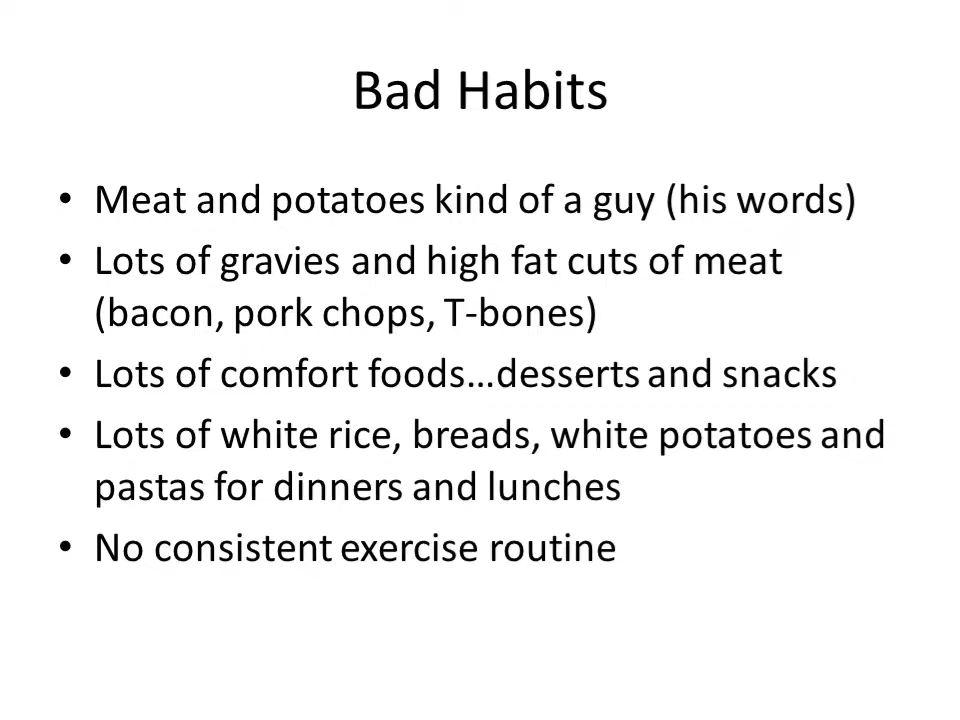 Bad Habits
• Meat and potatoes kind of a guy (his words)
• Lots of gravies and high fat cuts of meat
(bacon, pork chops, T-bones)
• Lots of comfort foods…desserts and snacks
• Lots of white rice, breads, white potatoes and
pastas for dinners and lunches
• No consistent exercise routine